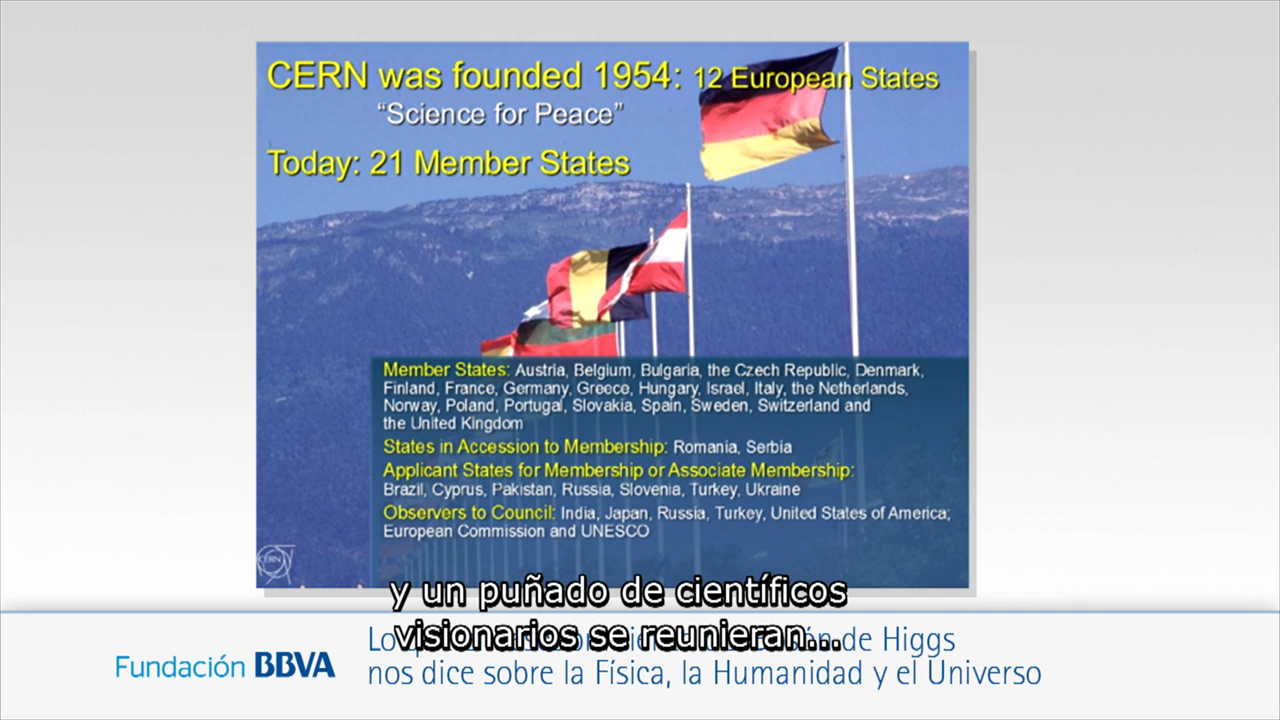 CERN was founded 1954: 12 European States
“Science for Peace”
Today: 21 Member States
Member States: Austria, Belgium, Bulgaria, the Czech Republic, Denmark,
Finland, France, Germany, Greece, Hungary, Israel, Italy, the Netherlands,
Norway, Poland, Portugal, Slovakia, Spain, Sweden, Switzerland and
the United Kingdom
States in Accession to Membership: Romania, Serbia
Applicant States for Membership or Associate Membership:
Brazil, Cyprus, Pakistan, Russia, Slovenia, Turkey, Ukraine
Observers to Council: India, Japan, Russia, Turkey, United States of America;
European Commission and UNESCO
CERN
y un puñado de científicos
visionarios se reunieran...
de Higgs
nos dice sobre la Física, la Humanidad y el Universo
Fundación BBVA